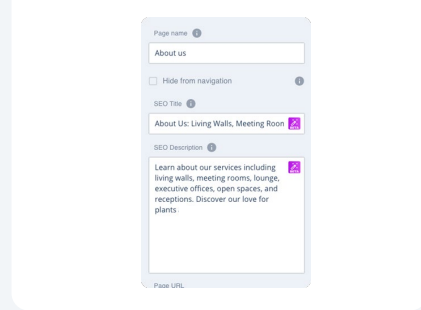 Page name
About us
Hide from navigation
SEO Title
About Us: Living Walls, Meeting Roon
SEO Description
Learn about our services including
living walls, meeting rooms, lounge,
executive offices, open spaces, and
receptions. Discover our love for
plants
Page URL